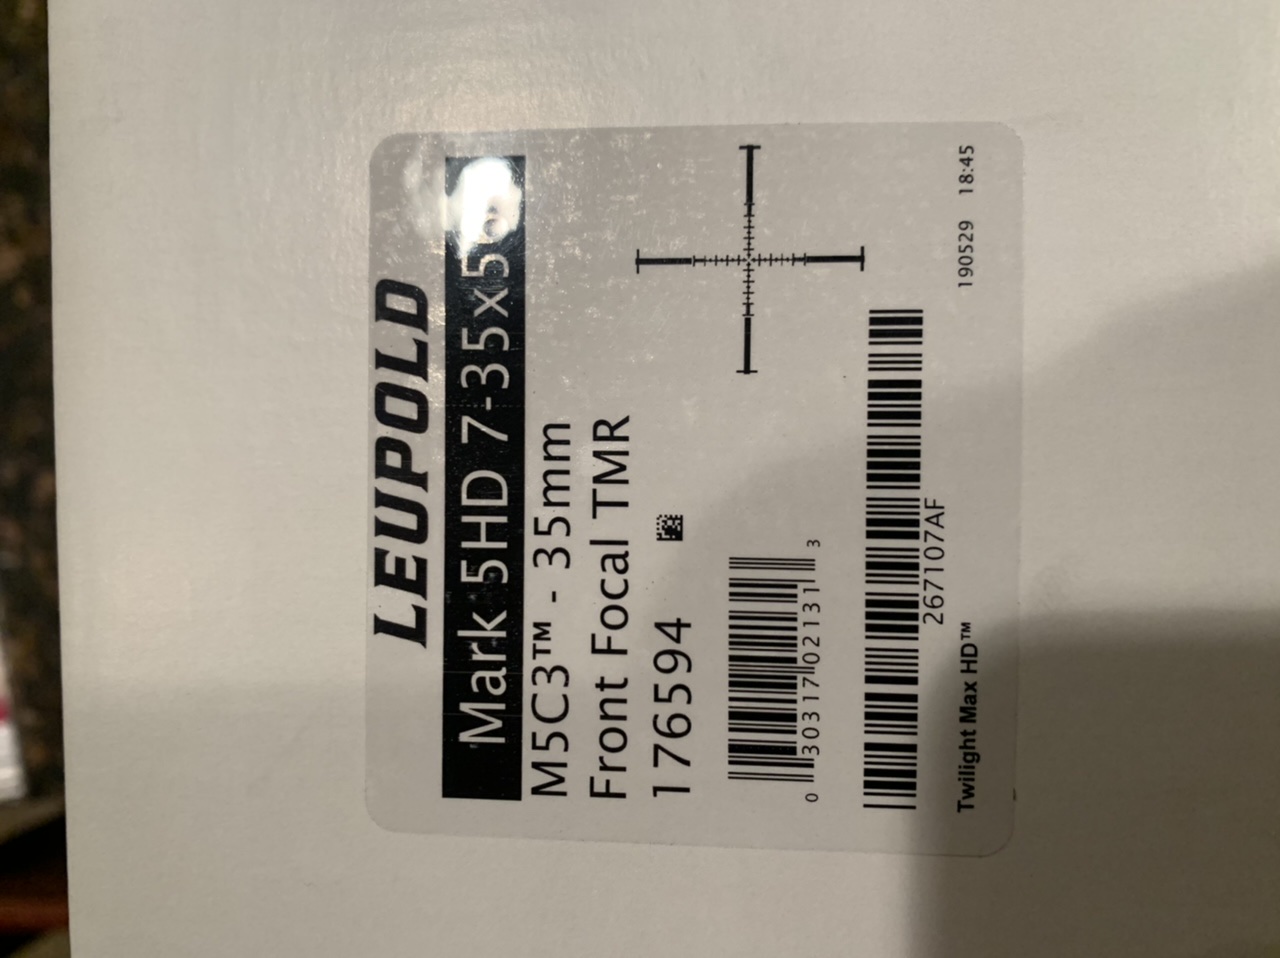 LEUPOLD
Mark 5HD 7-35x56
M5C3™ - 35mm
Front Focal TMR
176594
0 30317 02131 3
267107AF
Twilight Max HD™ 190529 18:45